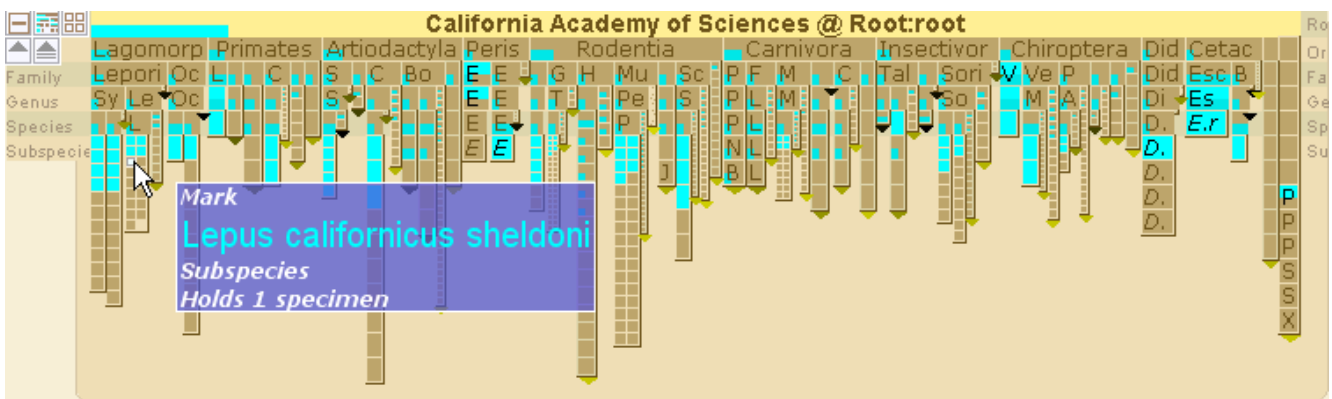 California Academy of Sciences @ Root:root
Ro
Lagomorp Primates Artiodactyla Peris Rodentia Carnivora Insectivor Chiroptera Did Cetac
Or
Family Lepori Oc L C S C Bo E E G H Mu Sc P F M C Tal Sori V Ve P Did Esc B
Fa
Genus Sy Le Oc S E E T Pe S P L M So M A Di Es
Ge
Species L E E P P L D. E.r
Sp
Subspecie E E J N L D.
Su
B L D.
D.
D.
P
P
P
S
S
X
Mark
Lepus californicus sheldoni
Subspecies
Holds 1 specimen